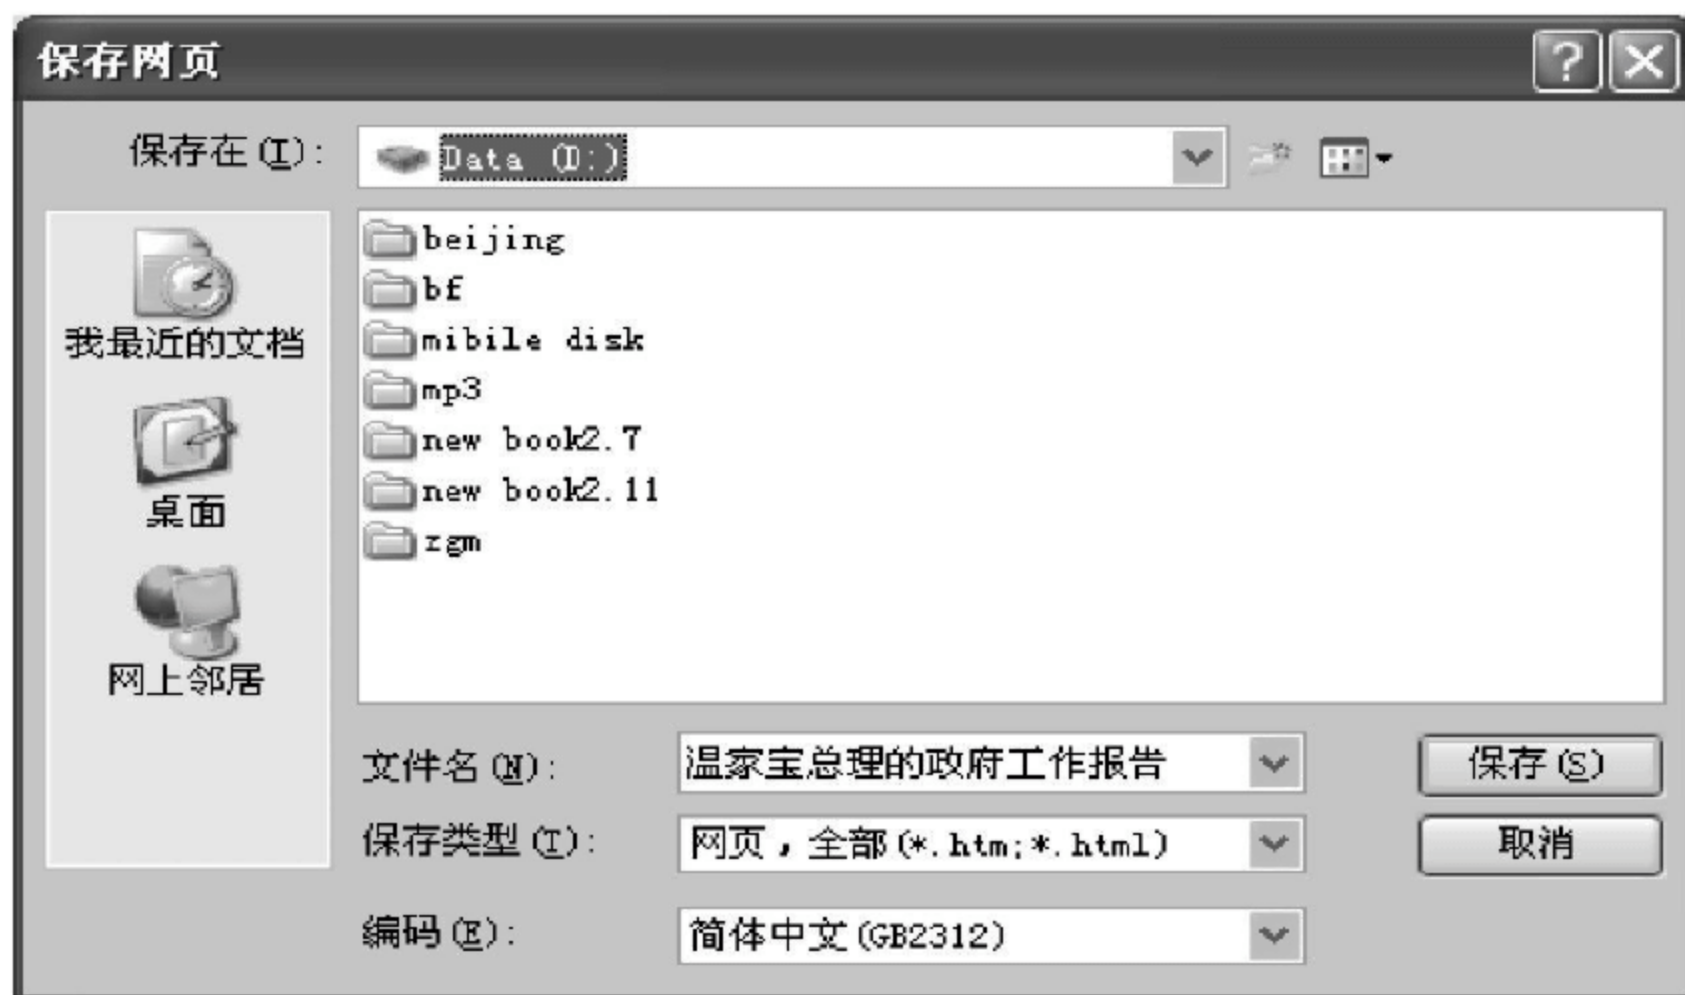 保存网页
保存在(I):
Data (D:)
我最近的文档
桌面
网上邻居
beijing
bf
mibile disk
mp3
new book2.7
new book2.11
zgm
文件名(N):
温家宝总理的政府工作报告
保存(S)
保存类型(T):
网页，全部(*.htm;*.html)
取消
编码(E):
简体中文(GB2312)